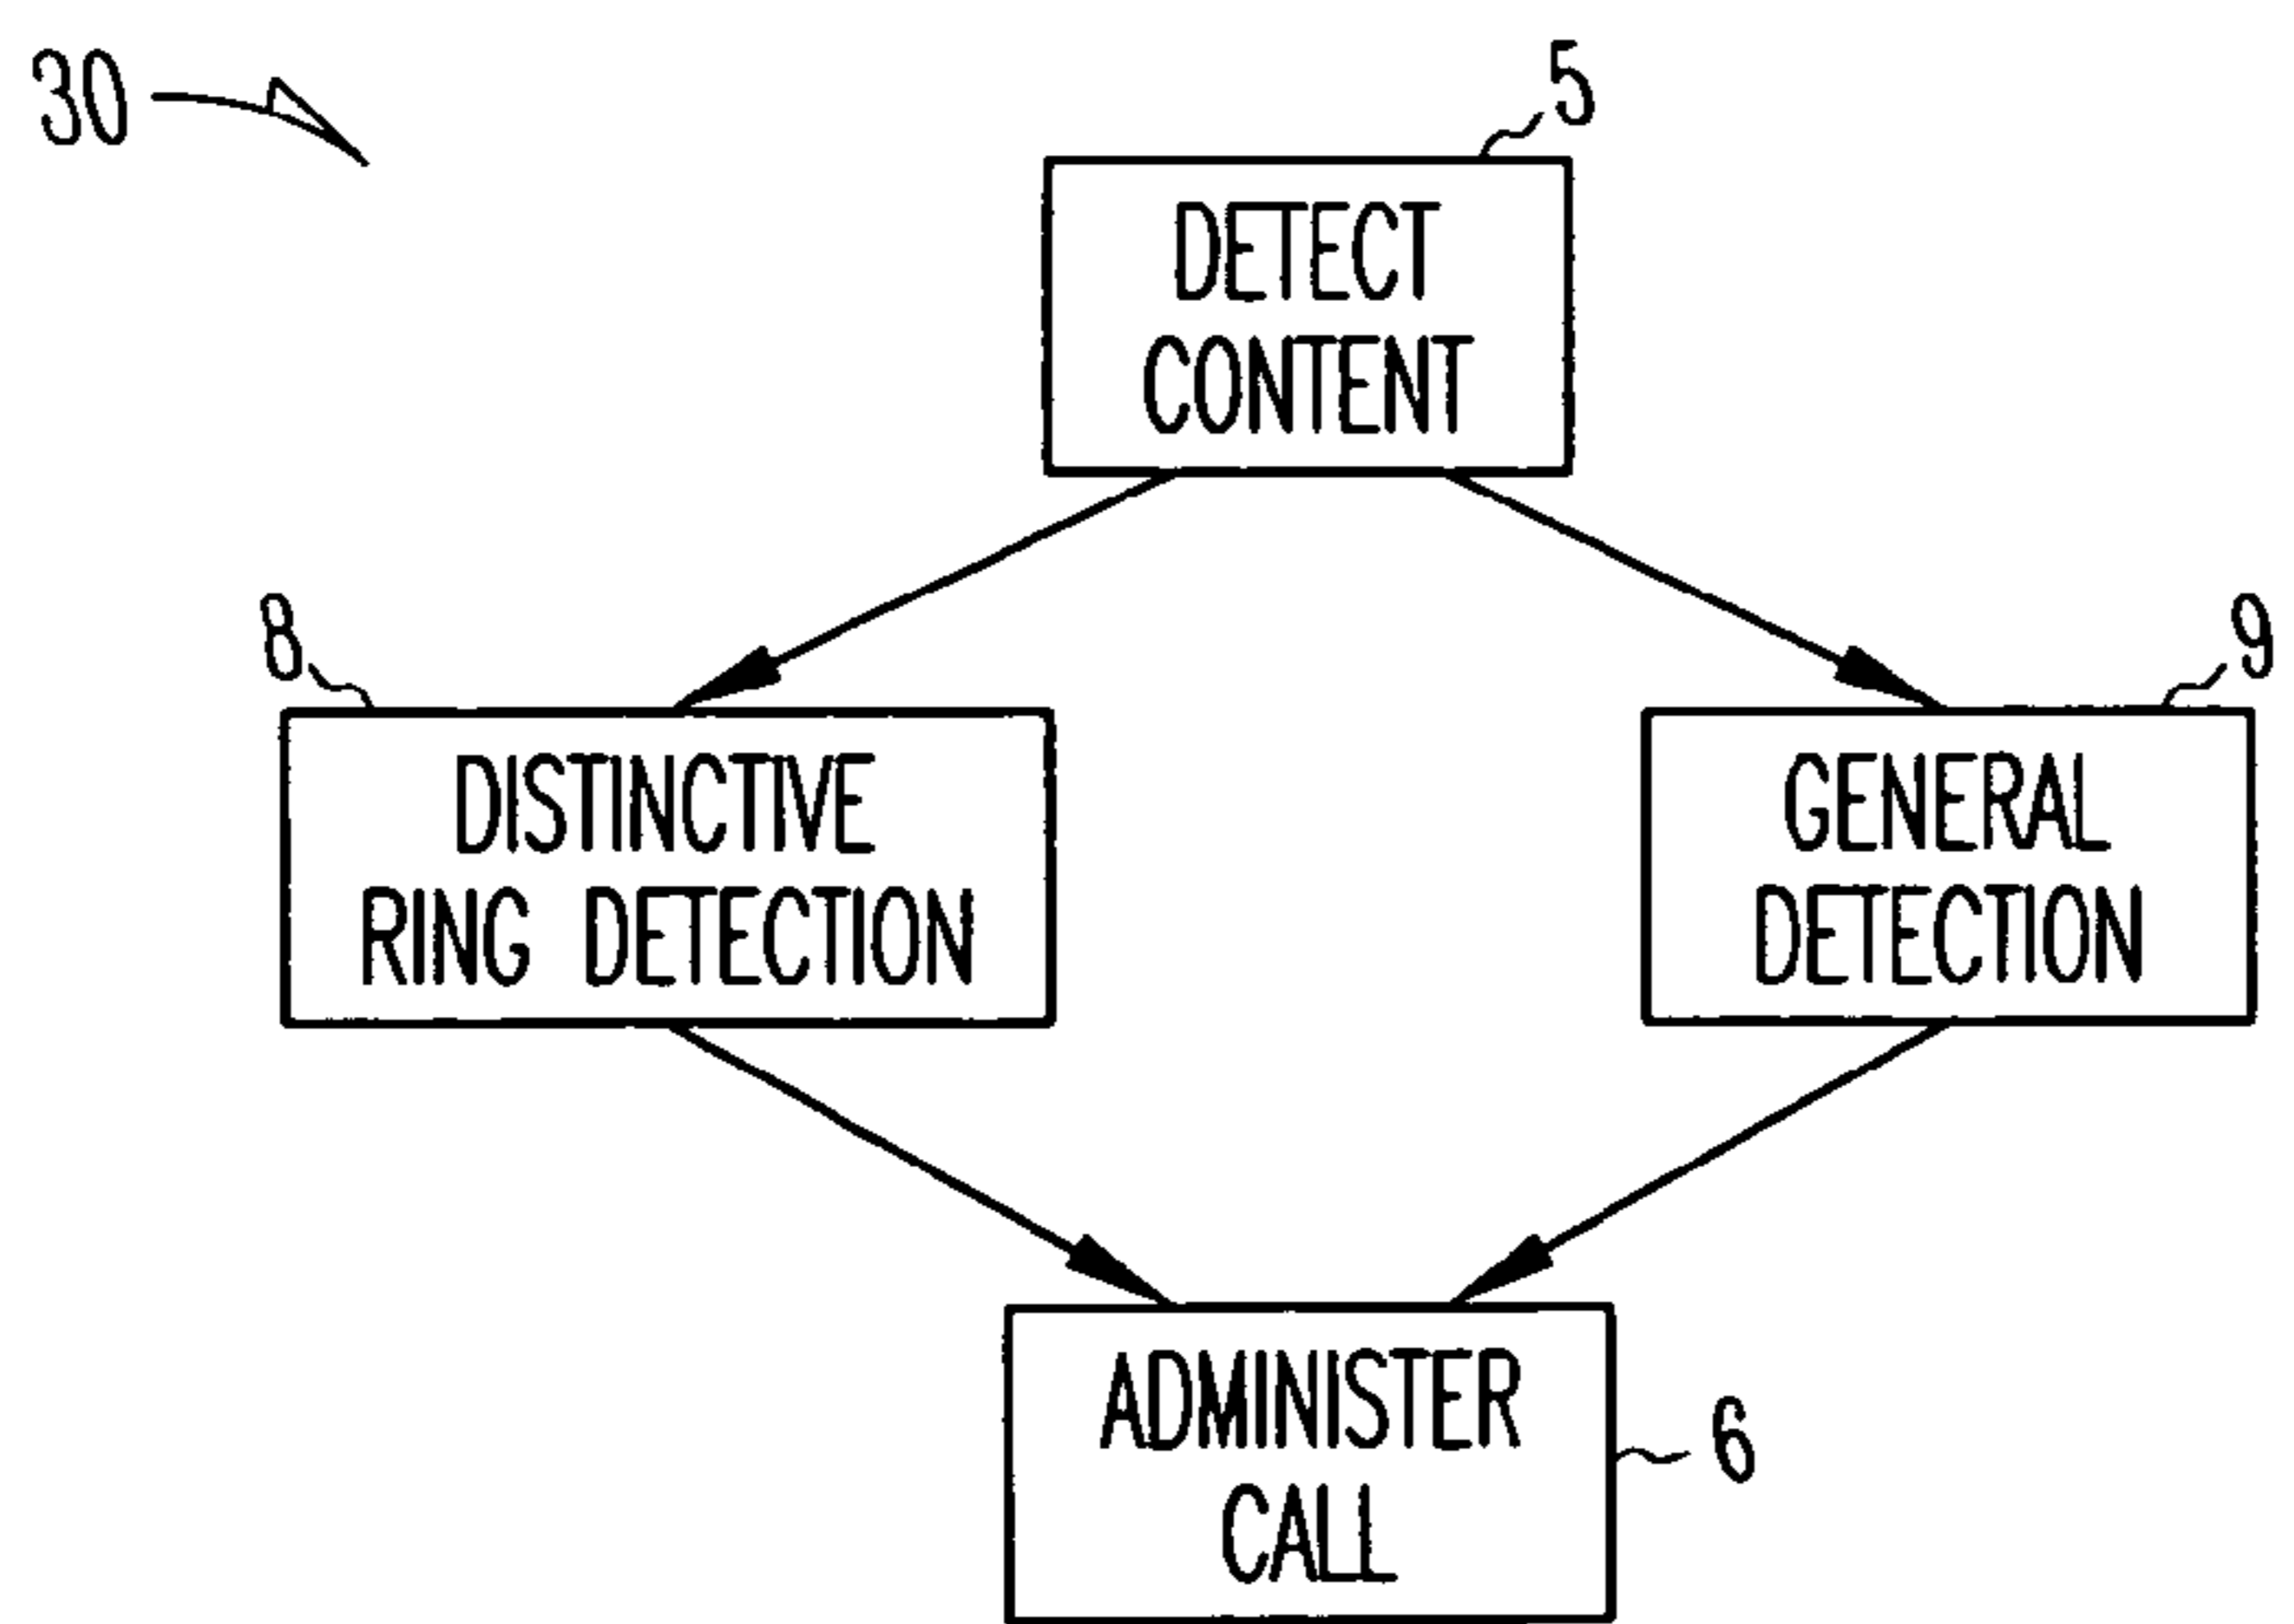 30
5
DETECT
CONTENT
8
9
DISTINCTIVE
RING DETECTION
GENERAL
DETECTION
ADMINISTER
CALL
6